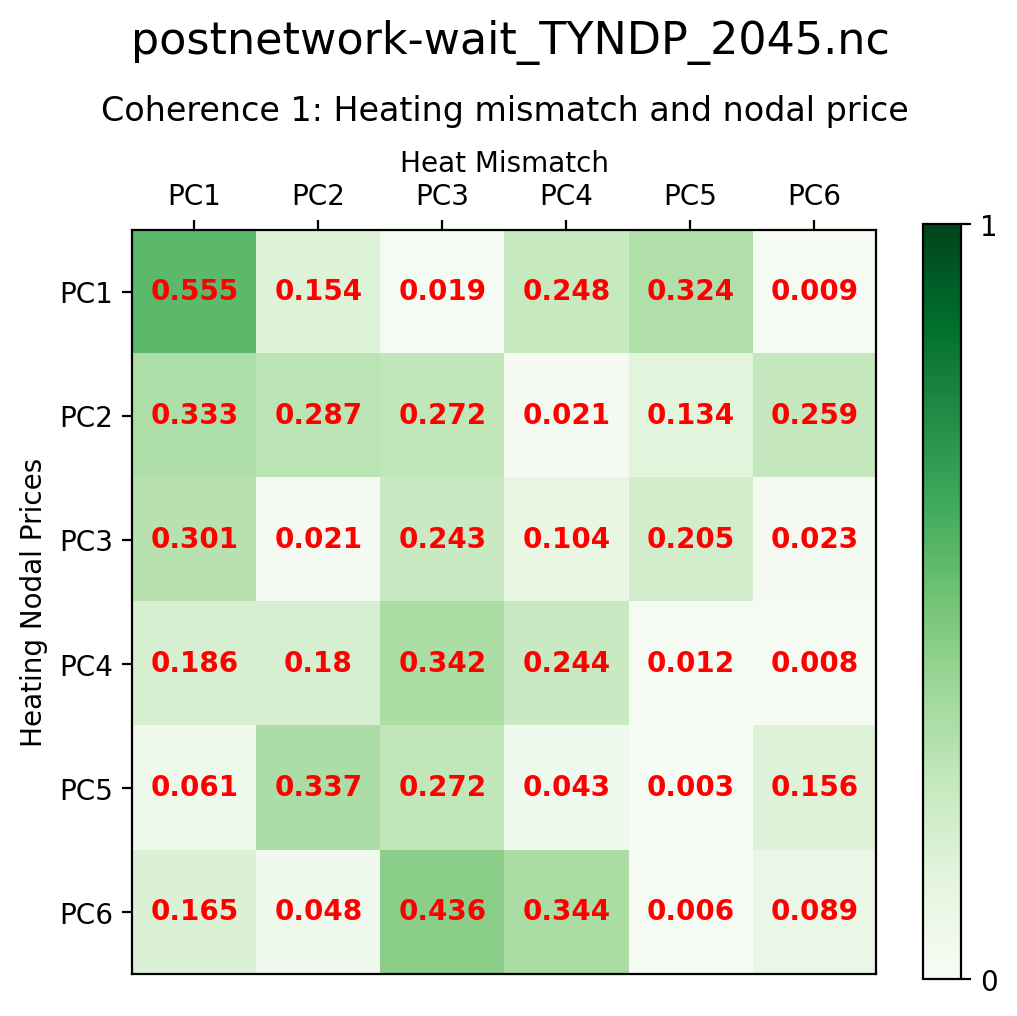 postnetwork-wait_TYNDP_2045.nc
Coherence 1: Heating mismatch and nodal price
Heat Mismatch
PC1 PC2 PC3 PC4 PC5 PC6
1
PC1 0.555 0.154 0.019 0.248 0.324 0.009
PC2 0.333 0.287 0.272 0.021 0.134 0.259
PC3 0.301 0.021 0.243 0.104 0.205 0.023
Heating Nodal Prices
PC4 0.186 0.18 0.342 0.244 0.012 0.008
PC5 0.061 0.337 0.272 0.043 0.003 0.156
PC6 0.165 0.048 0.436 0.344 0.006 0.089
0